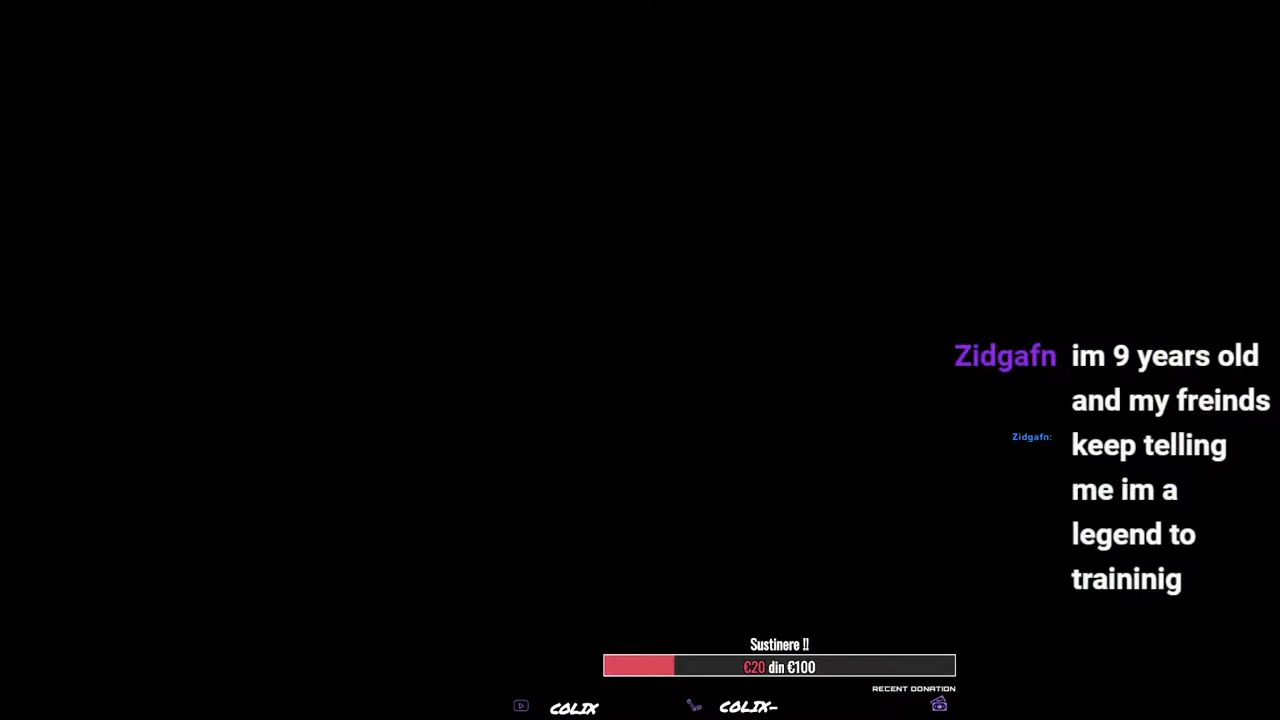 Zidgafn im 9 years old
and my freinds
Zidgafn: keep telling
me im a
legend to
traininig
Sustinere !!
€20 din €100
RECENT DONATION
COLIX COLIX-